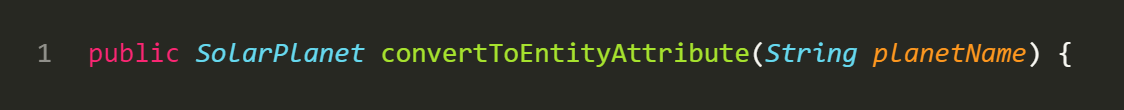 1 public SolarPlanet convertToEntityAttribute(String planetName) {